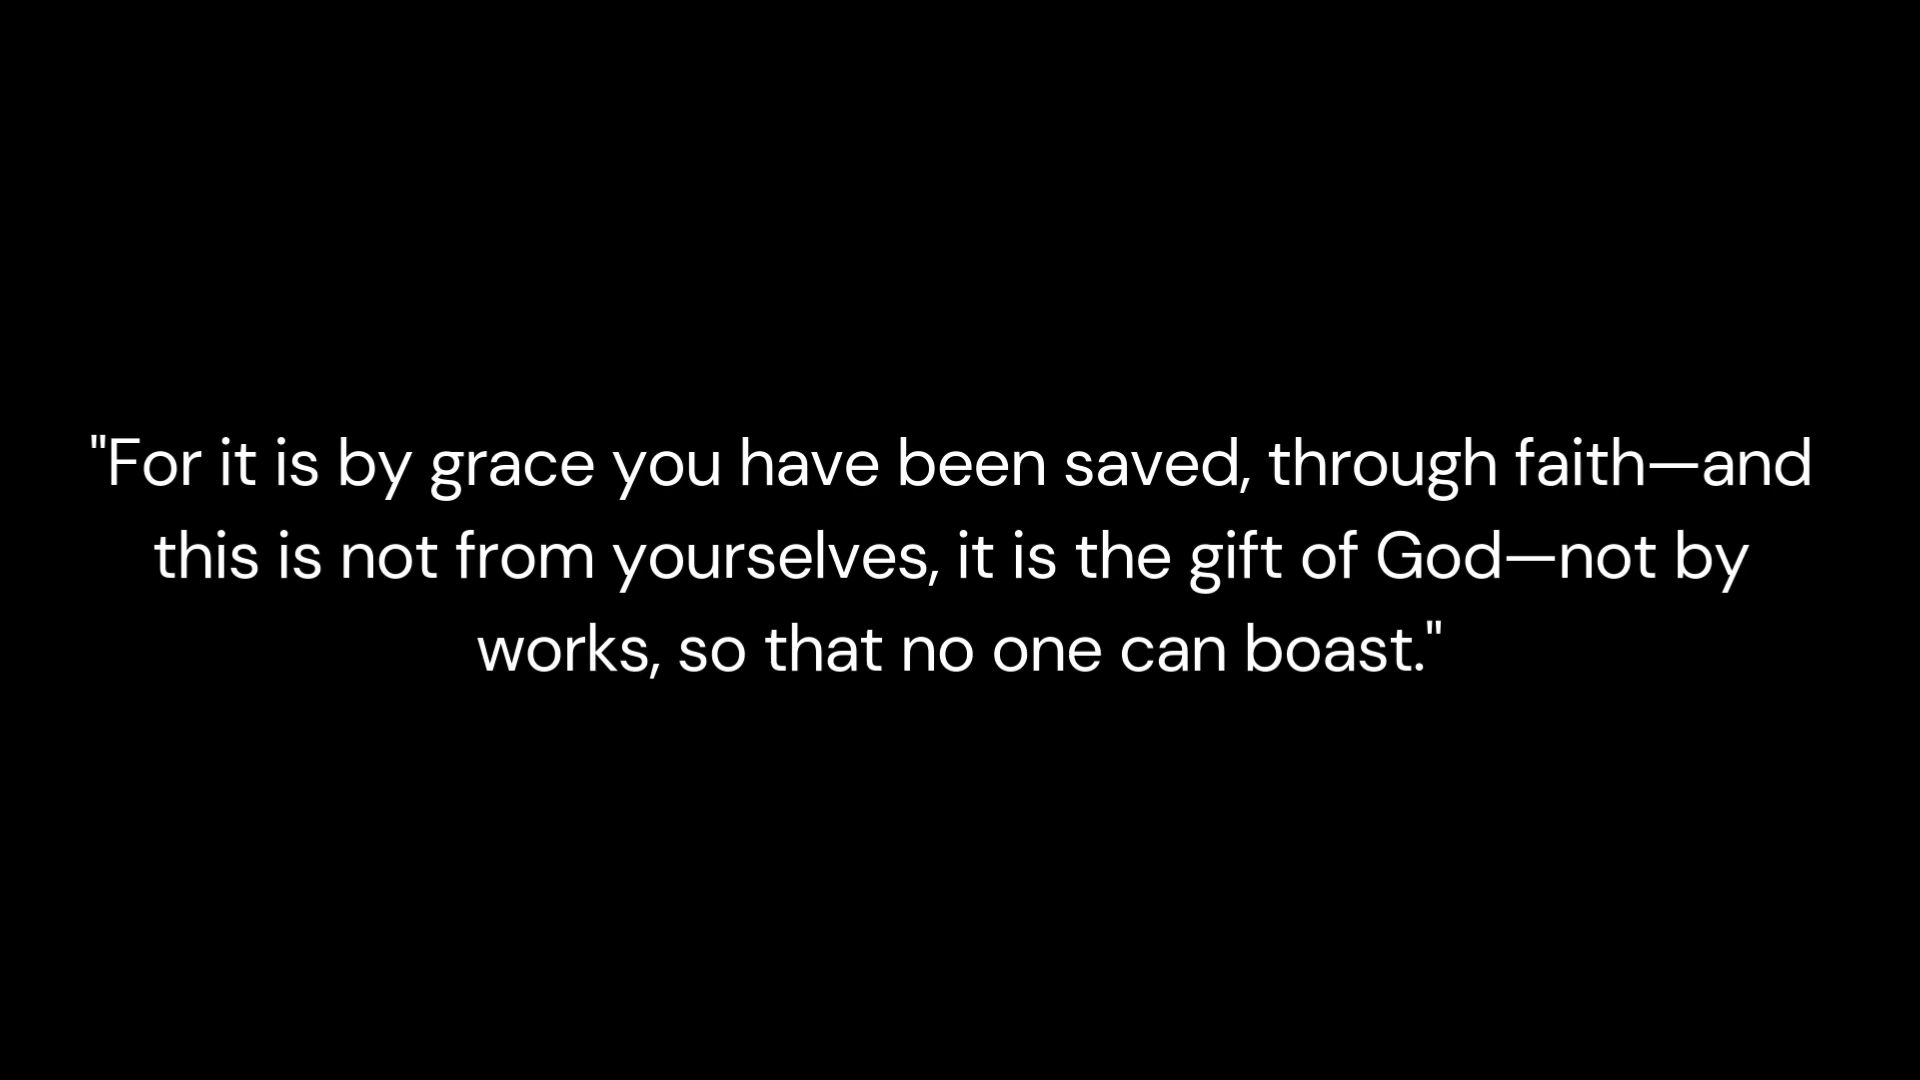 "For it is by grace you have been saved, through faith—and
this is not from yourselves, it is the gift of God—not by
works, so that no one can boast."